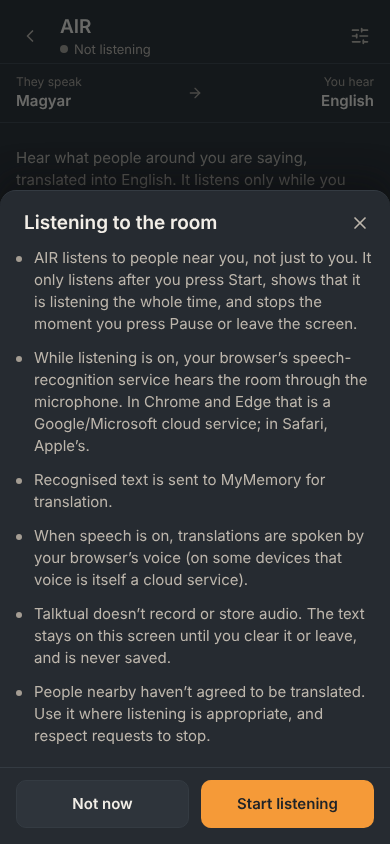 AIR
Not listening
They speak
You hear
Magyar
→
English
Hear what people around you are saying,
translated into English. It listens only while you
Listening to the room
• AIR listens to people near you, not just to you. It
only listens after you press Start, shows that it
is listening the whole time, and stops the
moment you press Pause or leave the screen.
• While listening is on, your browser’s speech-
recognition service hears the room through the
microphone. In Chrome and Edge that is a
Google/Microsoft cloud service; in Safari,
Apple’s.
• Recognised text is sent to MyMemory for
translation.
• When speech is on, translations are spoken by
your browser’s voice (on some devices that
voice is itself a cloud service).
• Talktual doesn’t record or store audio. The text
stays on this screen until you clear it or leave,
and is never saved.
• People nearby haven’t agreed to be translated.
Use it where listening is appropriate, and
respect requests to stop.
Not now
Start listening